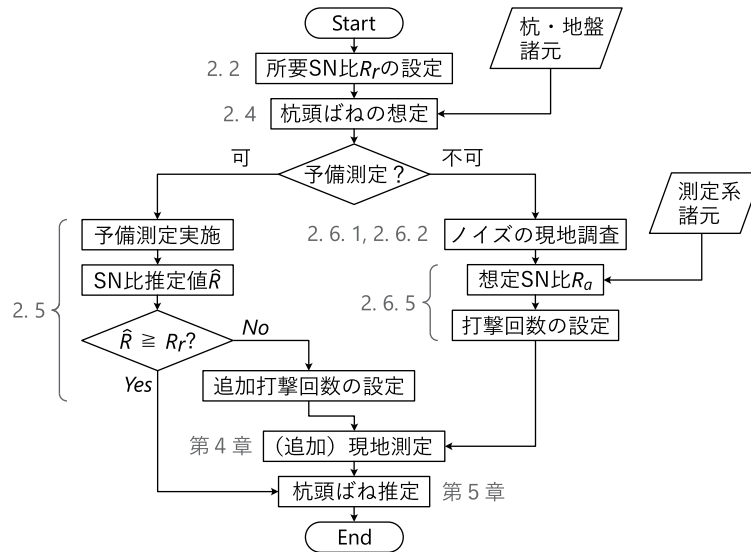 Start
杭・地盤
諸元
2. 2
所要SN比Rrの設定
2. 4
杭頭ばねの想定
可
予備測定？
不可
測定系
諸元
予備測定実施
2. 6. 1, 2. 6. 2
ノイズの現地調査
SN比推定値R̂
想定SN比Ra
2. 5
2. 6. 5
打撃回数の設定
R̂ ≧ Rr?
No
Yes
追加打撃回数の設定
第４章
（追加）現地測定
杭頭ばね推定
第５章
End